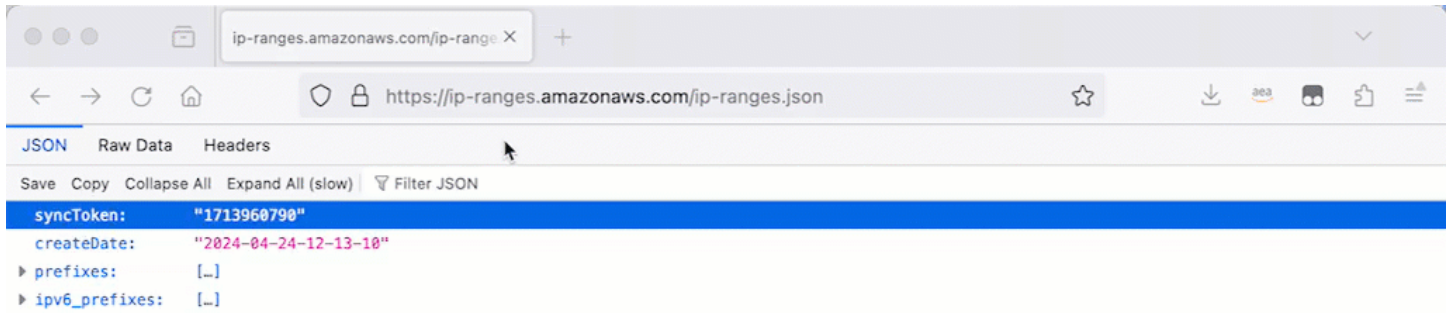 ip-ranges.amazonaws.com/ip-range
https://ip-ranges.amazonaws.com/ip-ranges.json
aea
JSON Raw Data Headers
Save Copy Collapse All Expand All (slow) Filter JSON
syncToken: "1713960790"
createDate: "2024-04-24-12-13-10"
prefixes: […]
ipv6_prefixes: […]